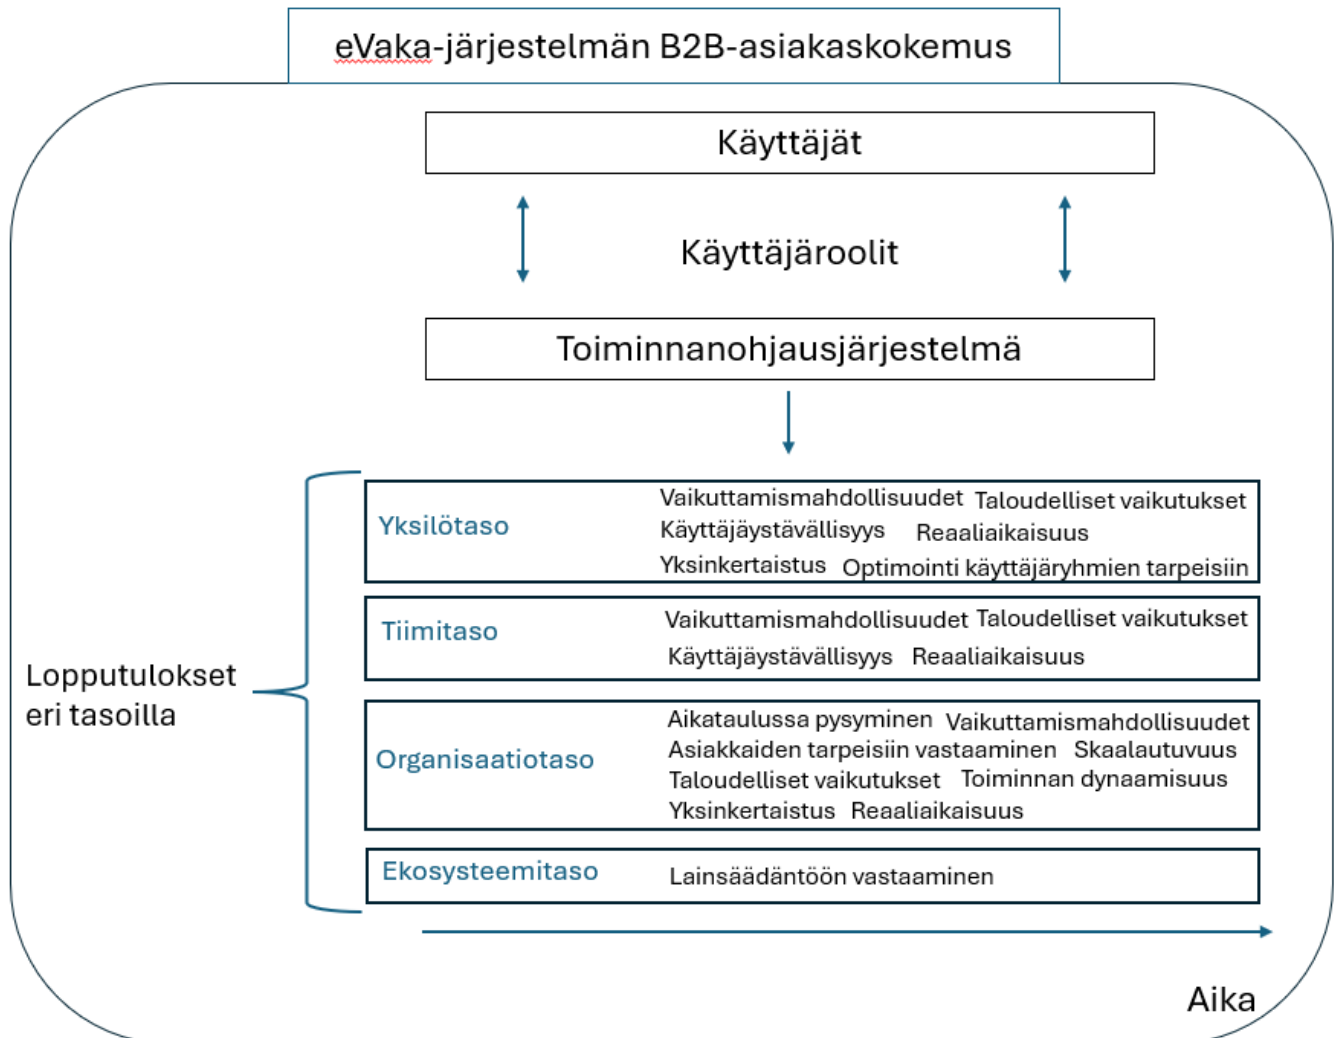 eVaka-järjestelmän B2B-asiakaskokemus
Käyttäjät
Käyttäjäroolit
Toiminnanohjausjärjestelmä
Lopputulokset
eri tasoilla
Yksilötaso
Vaikuttamismahdollisuudet Taloudelliset vaikutukset
Käyttäjäystävällisyys Reaaliaikaisuus
Yksinkertaistus Optimointi käyttäjäryhmien tarpeisiin
Tiimitaso
Vaikuttamismahdollisuudet Taloudelliset vaikutukset
Käyttäjäystävällisyys Reaaliaikaisuus
Organisaatiotaso
Aikataulussa pysyminen Vaikuttamismahdollisuudet
Asiakkaiden tarpeisiin vastaaminen Skaalautuvuus
Taloudelliset vaikutukset Toiminnan dynaamisuus
Yksinkertaistus Reaaliaikaisuus
Ekosysteemitaso
Lainsäädäntöön vastaaminen
Aika